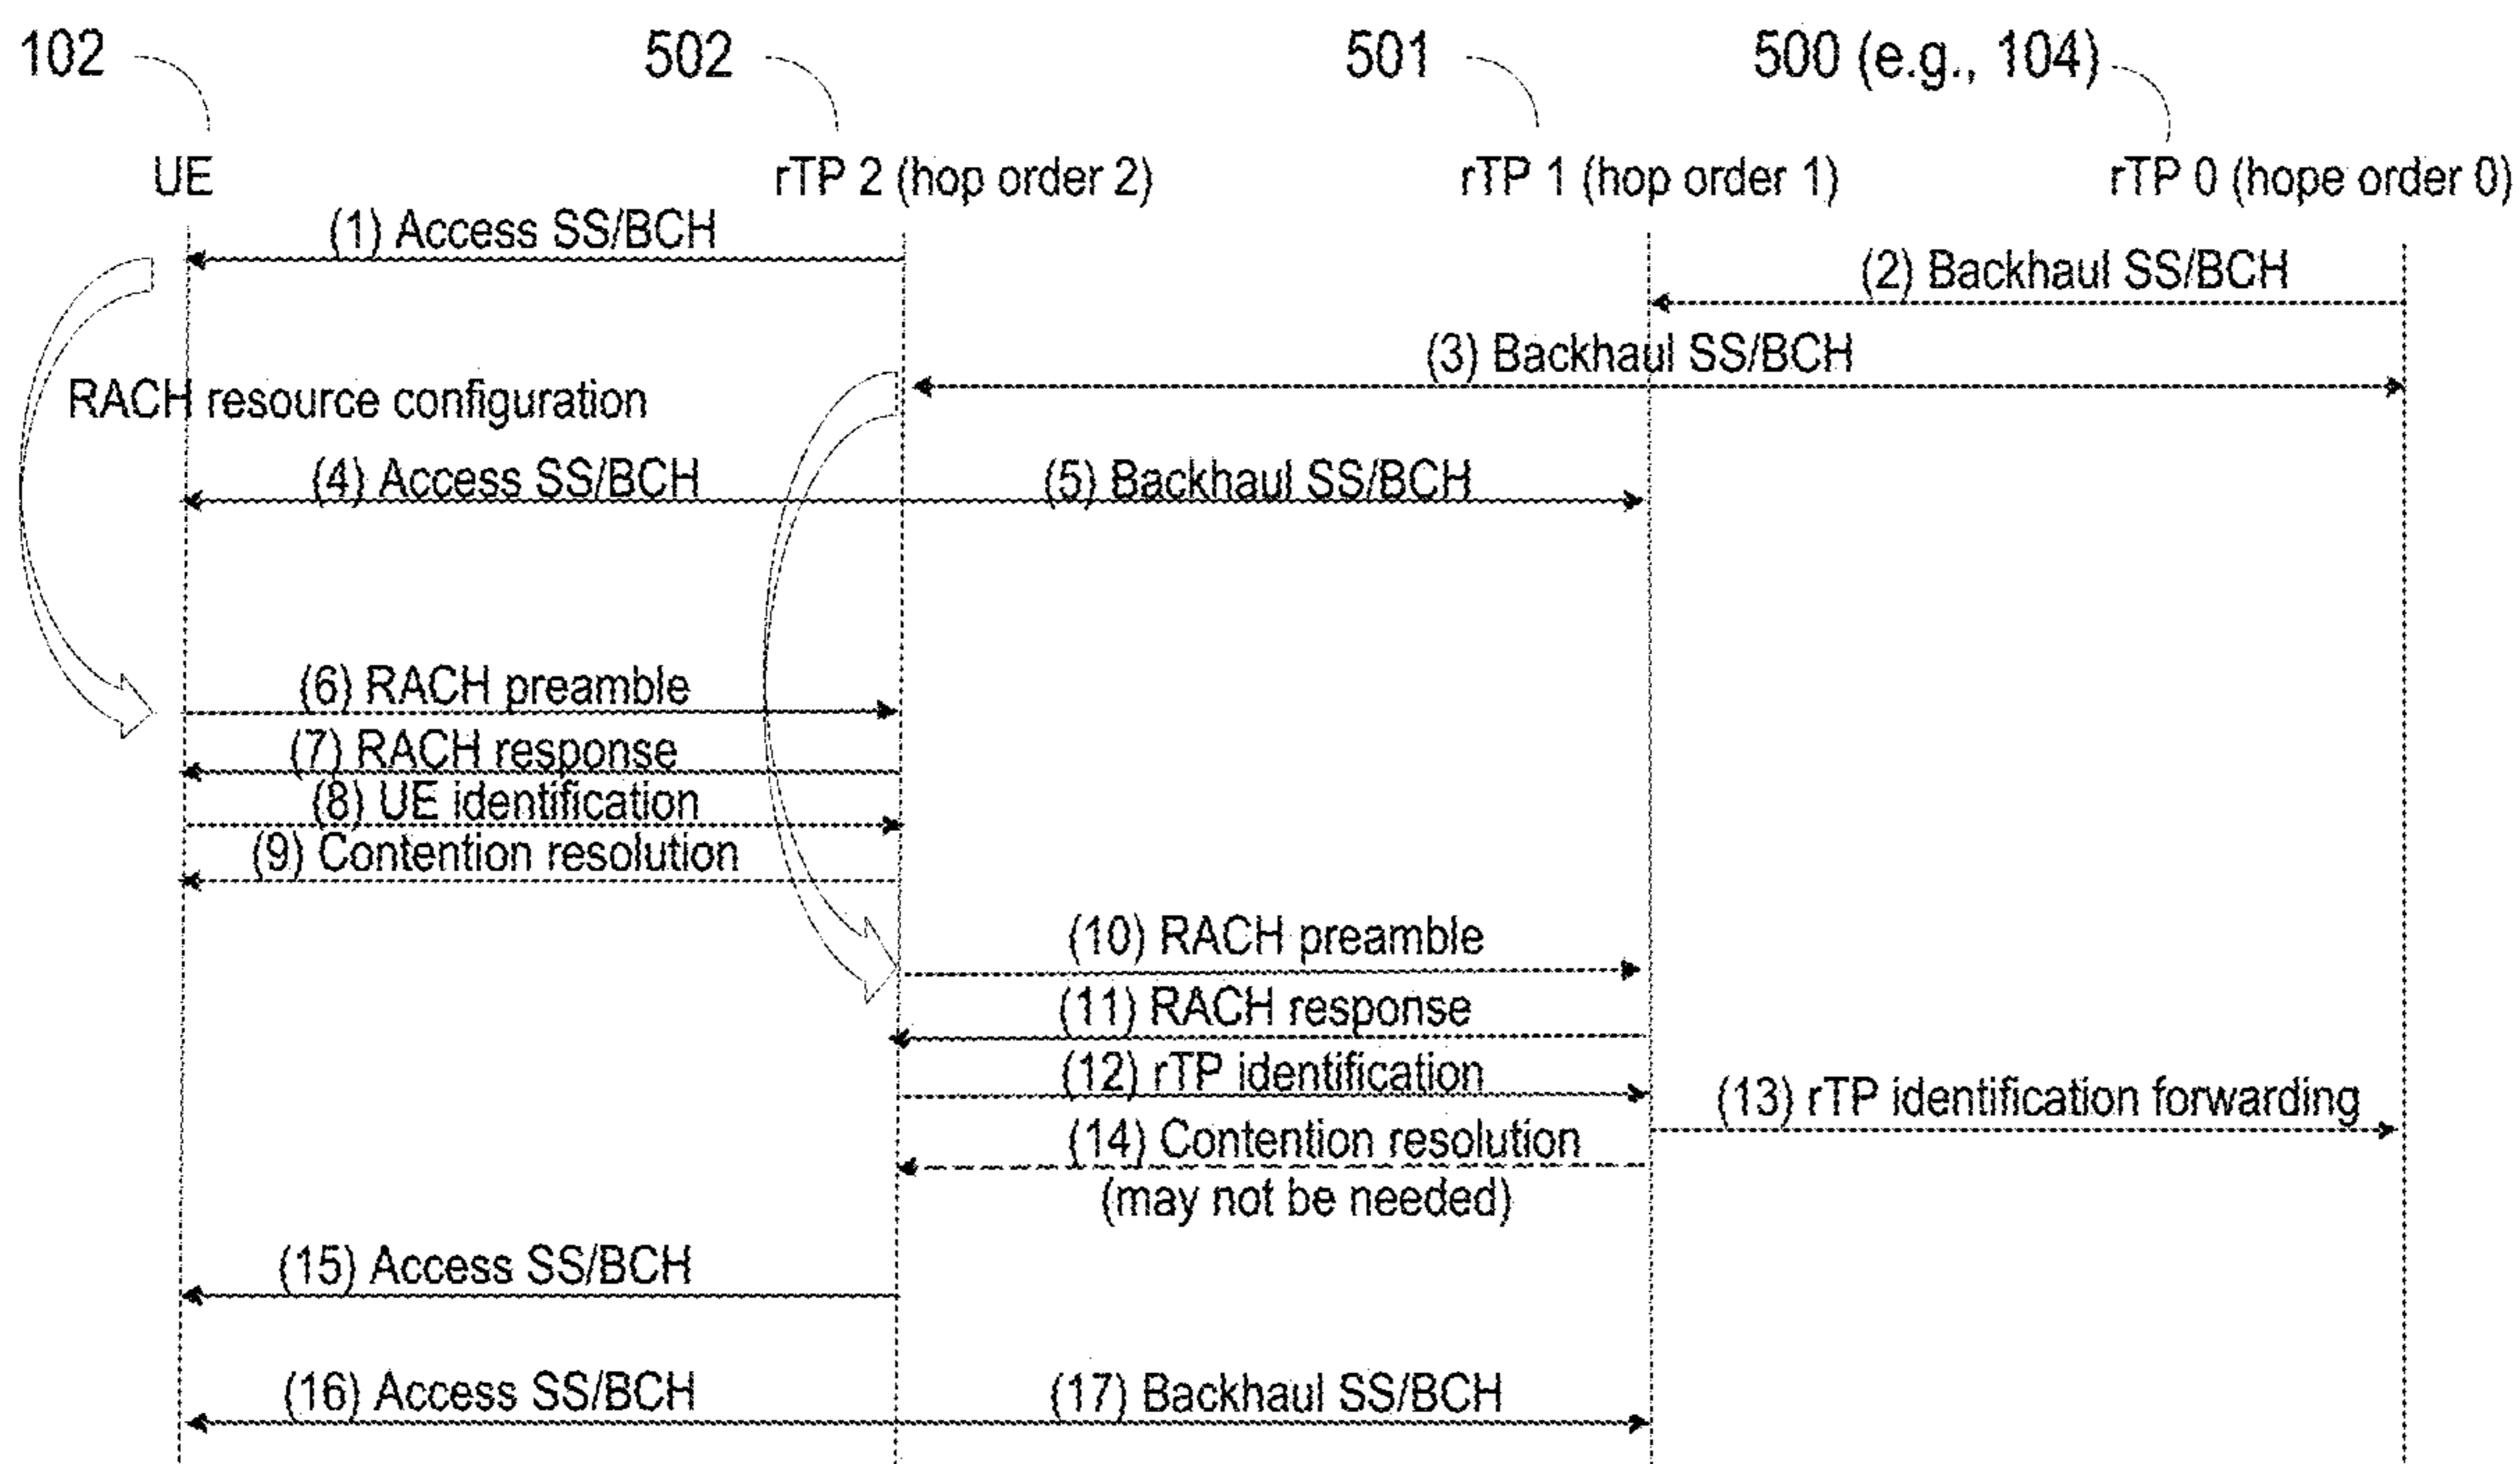 102
502
501
500 (e.g., 104)
UE
rTP 2 (hop order 2)
rTP 1 (hop order 1)
rTP 0 (hope order 0)
(1) Access SS/BCH
(2) Backhaul SS/BCH
(3) Backhaul SS/BCH
RACH resource configuration
(4) Access SS/BCH
(5) Backhaul SS/BCH
(6) RACH preamble
(7) RACH response
(8) UE identification
(9) Contention resolution
(10) RACH preamble
(11) RACH response
(12) rTP identification
(13) rTP identification forwarding
(14) Contention resolution
(may not be needed)
(15) Access SS/BCH
(16) Access SS/BCH
(17) Backhaul SS/BCH